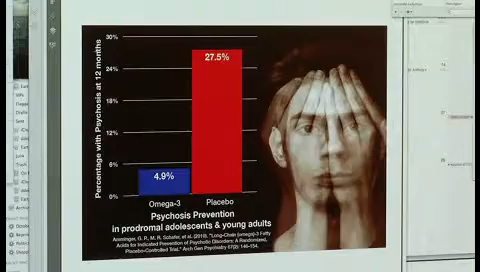 Percentage with Psychosis at 12 months
30%
24%
18%
12%
6%
0%
27.5%
4.9%
Omega-3 Placebo
Psychosis Prevention
in prodromal adolescents & young adults
Amminger, G. P., M. R. Schafer, et al. (2010). "Long-Chain {omega}-3 Fatty
Acids for Indicated Prevention of Psychotic Disorders: A Randomized,
Placebo-Controlled Trial." Arch Gen Psychiatry 67(2): 146-154.